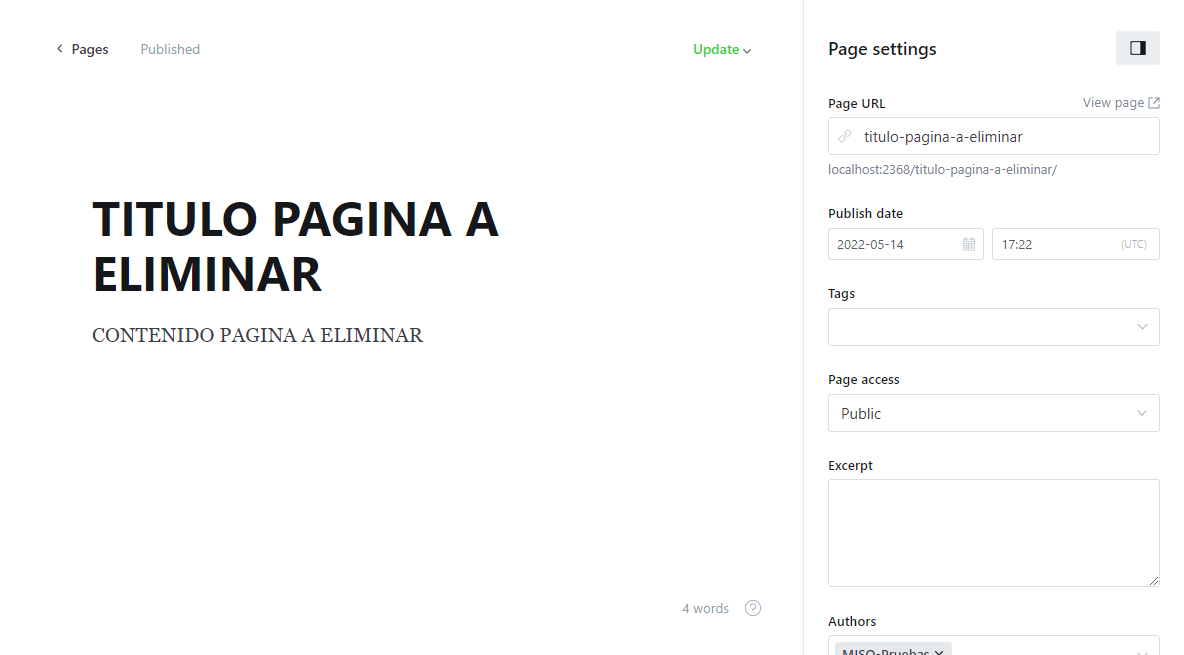 Pages
Published
Update
TITULO PAGINA A
ELIMINAR
CONTENIDO PAGINA A ELIMINAR
4 words
?
Page settings
Page URL
View page
titulo-pagina-a-eliminar
localhost:2368/titulo-pagina-a-eliminar/
Publish date
2022-05-14
17:22
(UTC)
Tags
Page access
Public
Excerpt
Authors
MISO-Pruebas ×